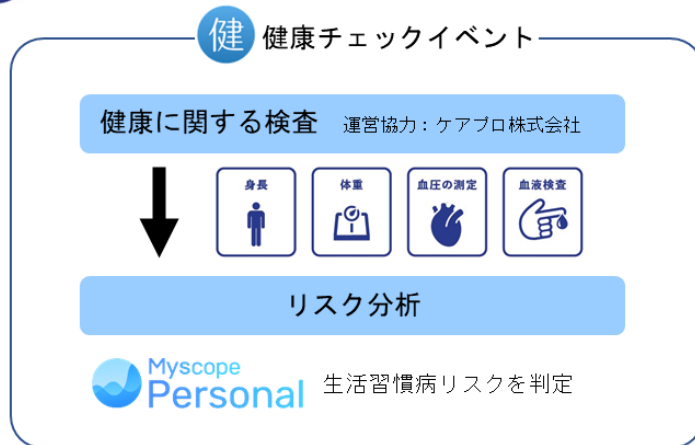 健 健康チェックイベント
健康に関する検査 運営協力：ケアプロ株式会社
身長 体重 血圧の測定 血液検査
リスク分析
Myscope
Personal 生活習慣病リスクを判定